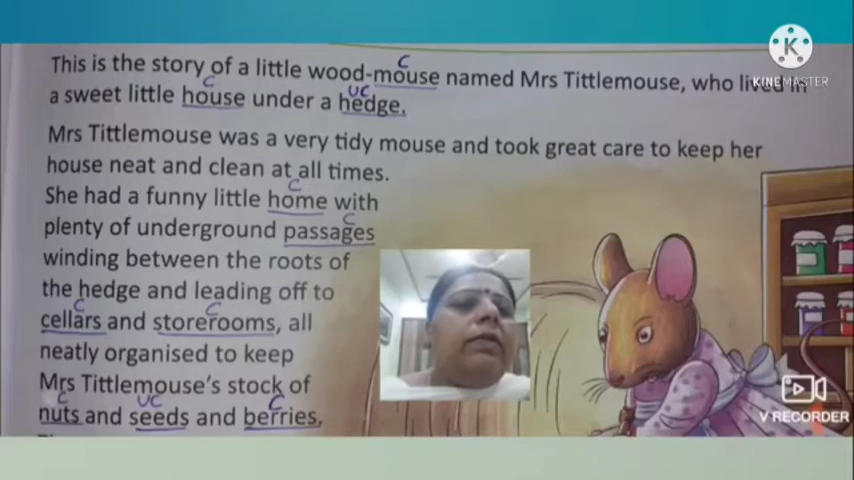 This is the story of a little wood-mouse named Mrs Tittlemouse, who lived in
a sweet little house under a hedge.
Mrs Tittlemouse was a very tidy mouse and took great care to keep her
house neat and clean at all times.
She had a funny little home with
plenty of underground passages
winding between the roots of
the hedge and leading off to
cellars and storerooms, all
neatly organised to keep
Mrs Tittlemouse's stock of
nuts and seeds and berries.
C
C
UC
C
C
C
C
C
UC
C
K
KINEMASTER
V RECORDER